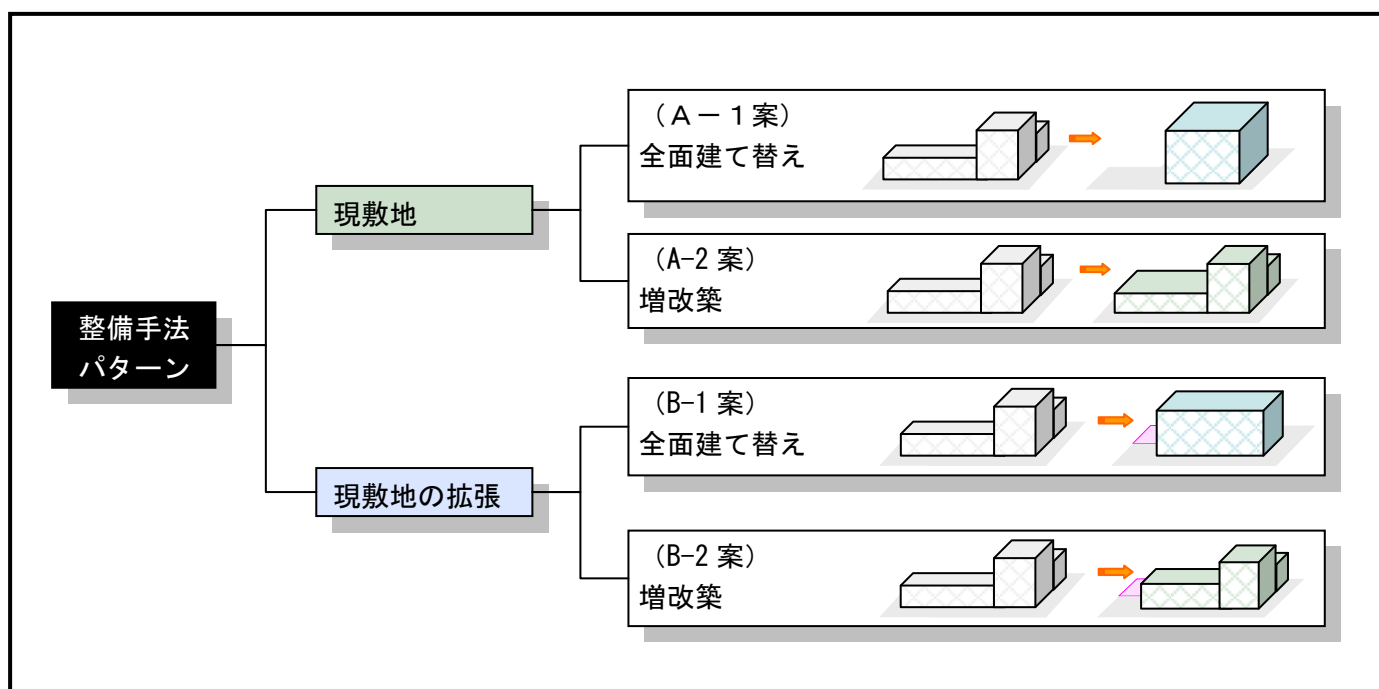 整備手法
パターン
現敷地
(A－1案)
全面建て替え
(A-2 案)
増改築
現敷地の拡張
(B-1 案)
全面建て替え
(B-2 案)
増改築